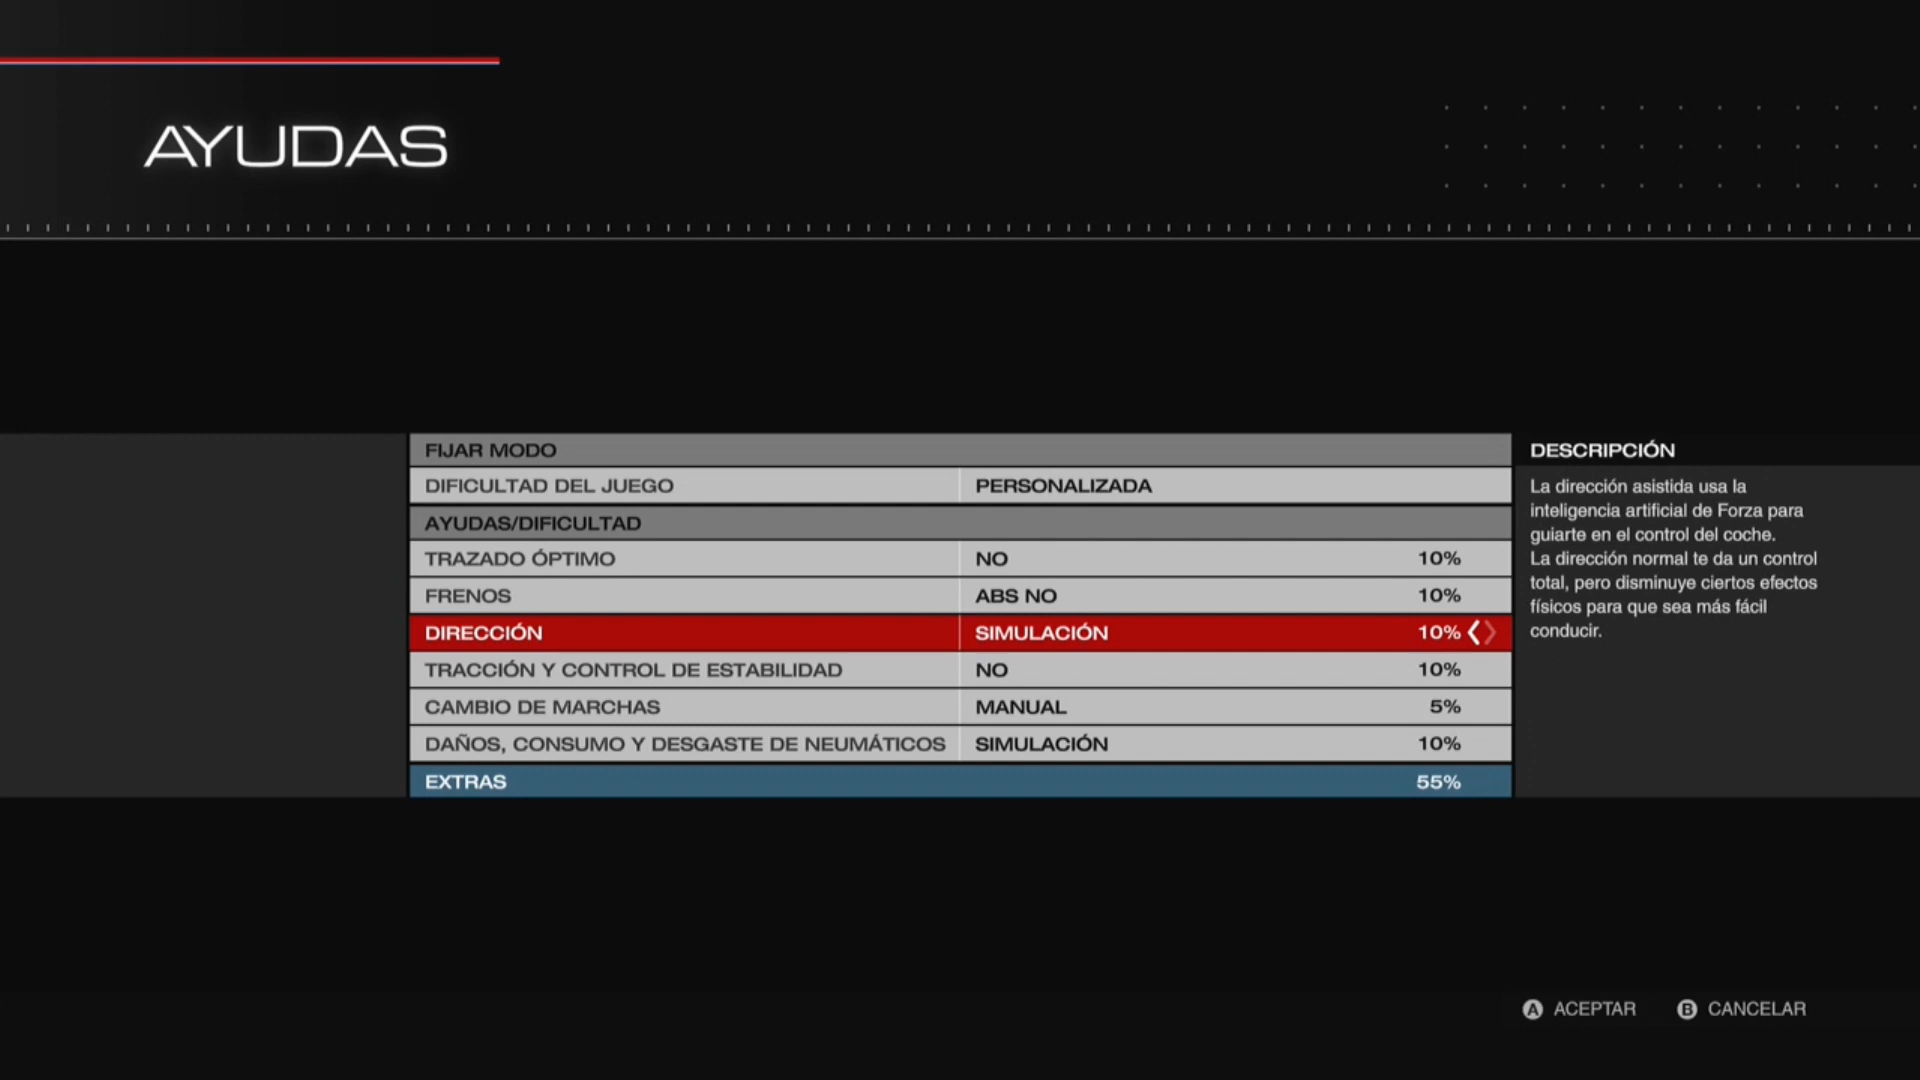 AYUDAS
FIJAR MODO
DIFICULTAD DEL JUEGO PERSONALIZADA
AYUDAS/DIFICULTAD
TRAZADO ÓPTIMO NO 10%
FRENOS ABS NO 10%
DIRECCIÓN SIMULACIÓN 10%
TRACCIÓN Y CONTROL DE ESTABILIDAD NO 10%
CAMBIO DE MARCHAS MANUAL 5%
DAÑOS, CONSUMO Y DESGASTE DE NEUMÁTICOS SIMULACIÓN 10%
EXTRAS 55%
DESCRIPCIÓN
La dirección asistida usa la
inteligencia artificial de Forza para
guiarte en el control del coche.
La dirección normal te da un control
total, pero disminuye ciertos efectos
físicos para que sea más fácil
conducir.
A ACEPTAR B CANCELAR